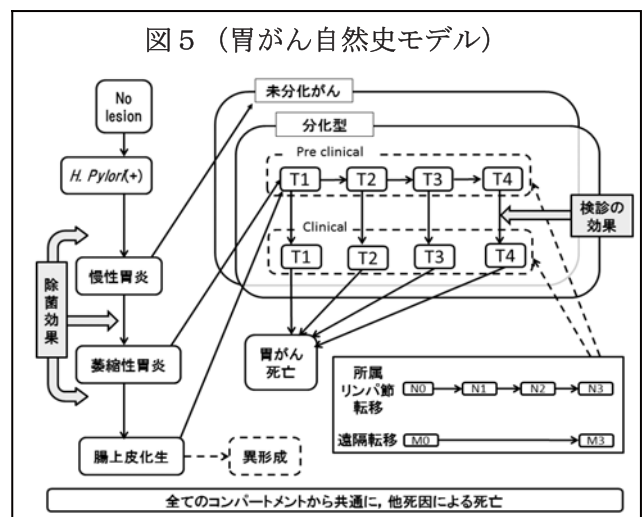 図５（胃がん自然史モデル）
No
lesion
H. Pylori(+)
慢性胃炎
萎縮性胃炎
腸上皮化生
異形成
除菌効果
未分化がん
分化型
Pre clinical
T1
T2
T3
T4
Clinical
T1
T2
T3
T4
検診の
効果
胃がん
死亡
所属
リンパ節
転移
N0
N1
N2
N3
遠隔転移
M0
M3
全てのコンパートメントから共通に, 他死因による死亡